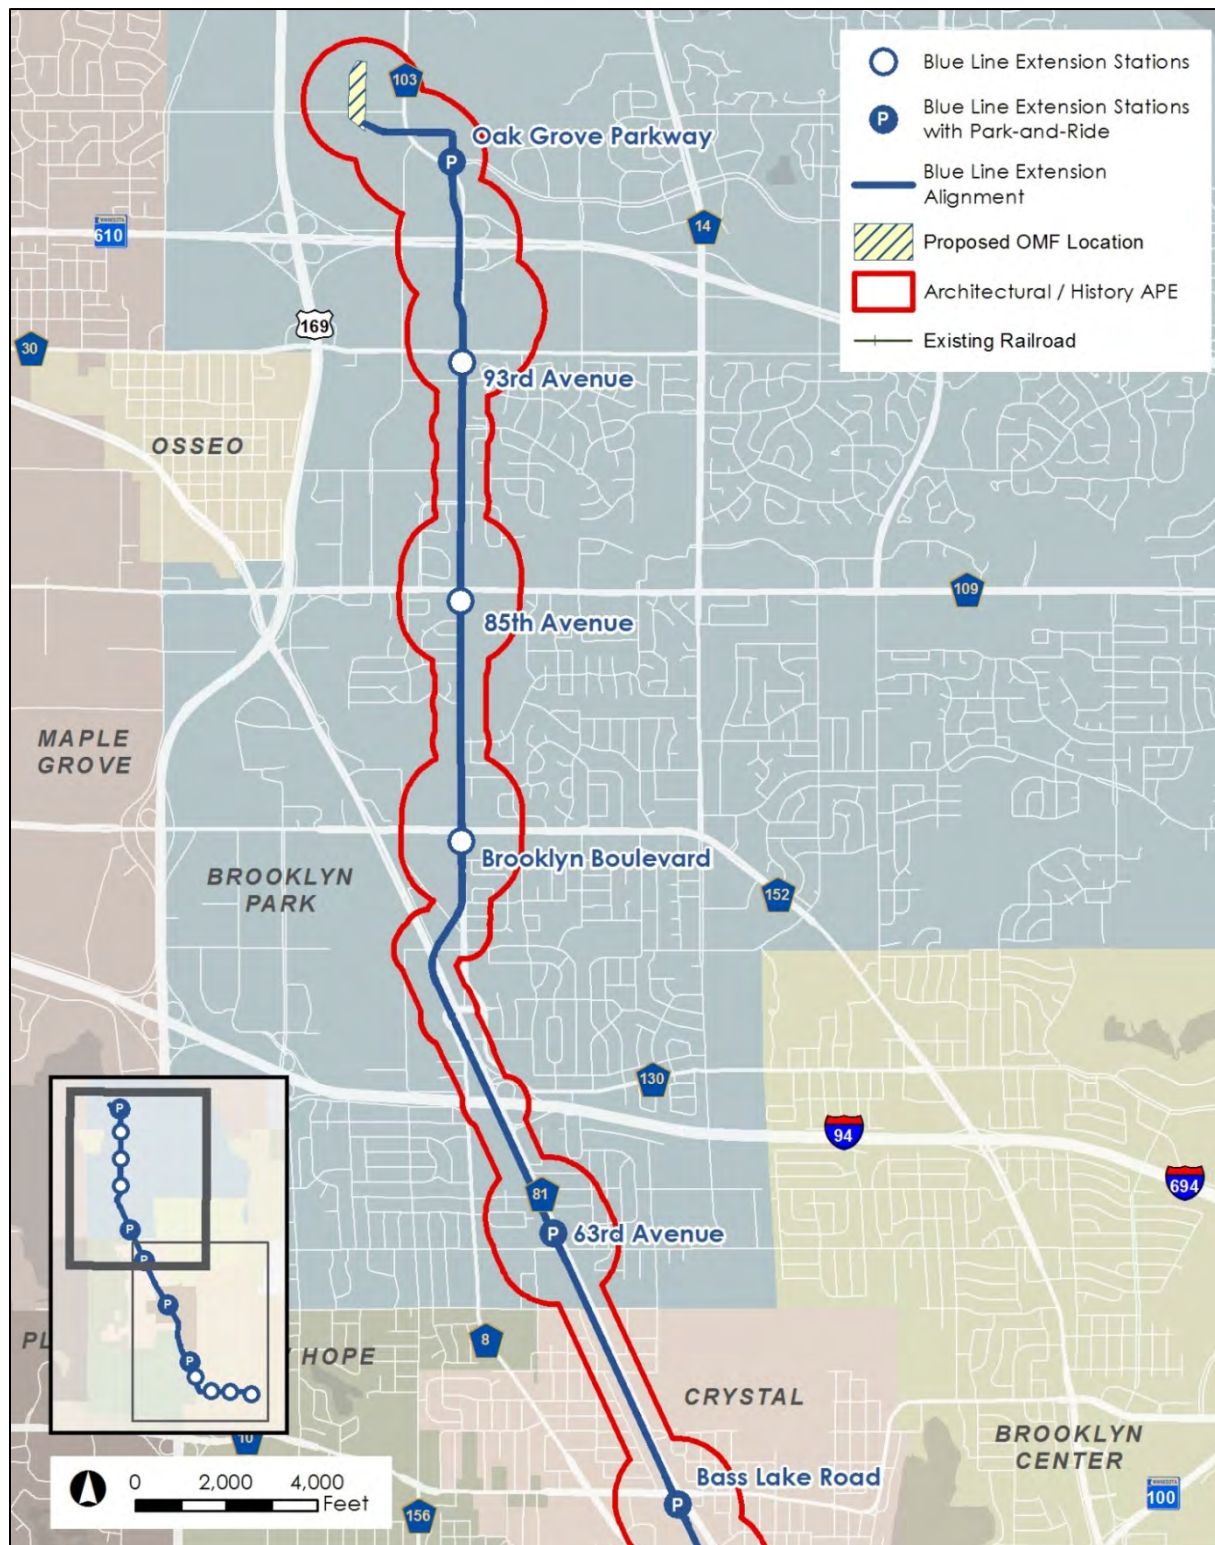 103
Oak Grove Parkway
P
610
14
169
30
93rd Avenue
OSSEO
109
85th Avenue
MAPLE
GROVE
Brooklyn Boulevard
BROOKLYN
PARK
152
130
94
694
81
P
63rd Avenue
8
HOPE
CRYSTAL
BROOKLYN
CENTER
Bass Lake Road
P
10
156
100
Blue Line Extension Stations
P
Blue Line Extension Stations
with Park-and-Ride
Blue Line Extension
Alignment
Proposed OMF Location
Architectural / History APE
Existing Railroad
P
P
P
P
P
PL
0 2,000 4,000
Feet